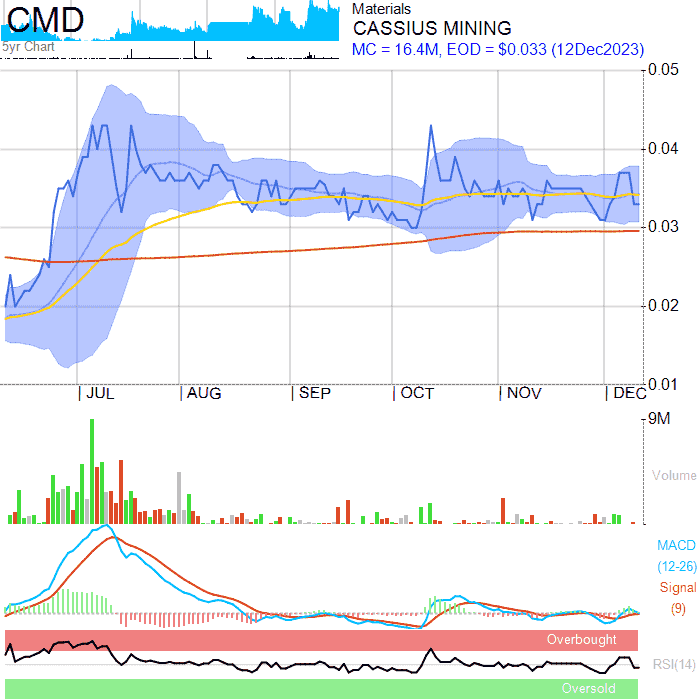 CMD
5yr Chart
Materials
CASSIUS MINING
MC = 16.4M, EOD = $0.033 (12Dec2023)
0.05
0.04
0.03
0.02
0.01
JUL AUG SEP OCT NOV DEC
9M
Volume
MACD
(12-26)
Signal
(9)
Overbought
RSI(14)
Oversold